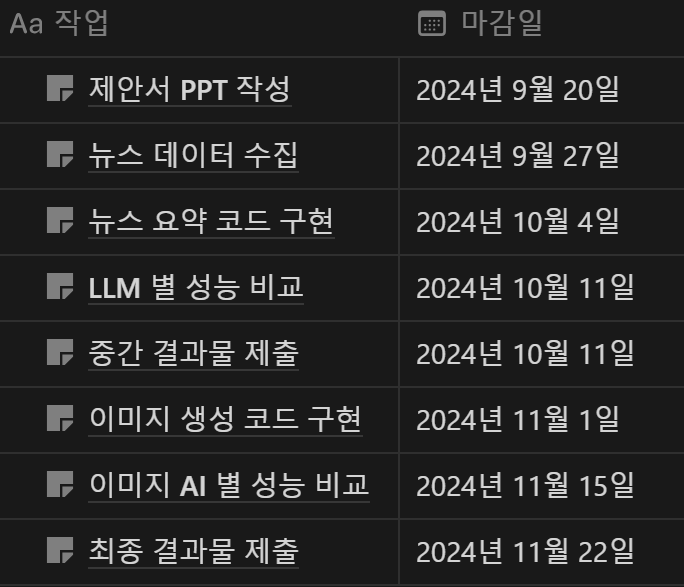 Aa 작업 마감일
제안서 PPT 작성 2024년 9월 20일
뉴스 데이터 수집 2024년 9월 27일
뉴스 요약 코드 구현 2024년 10월 4일
LLM 별 성능 비교 2024년 10월 11일
중간 결과물 제출 2024년 10월 11일
이미지 생성 코드 구현 2024년 11월 1일
이미지 AI 별 성능 비교 2024년 11월 15일
최종 결과물 제출 2024년 11월 22일